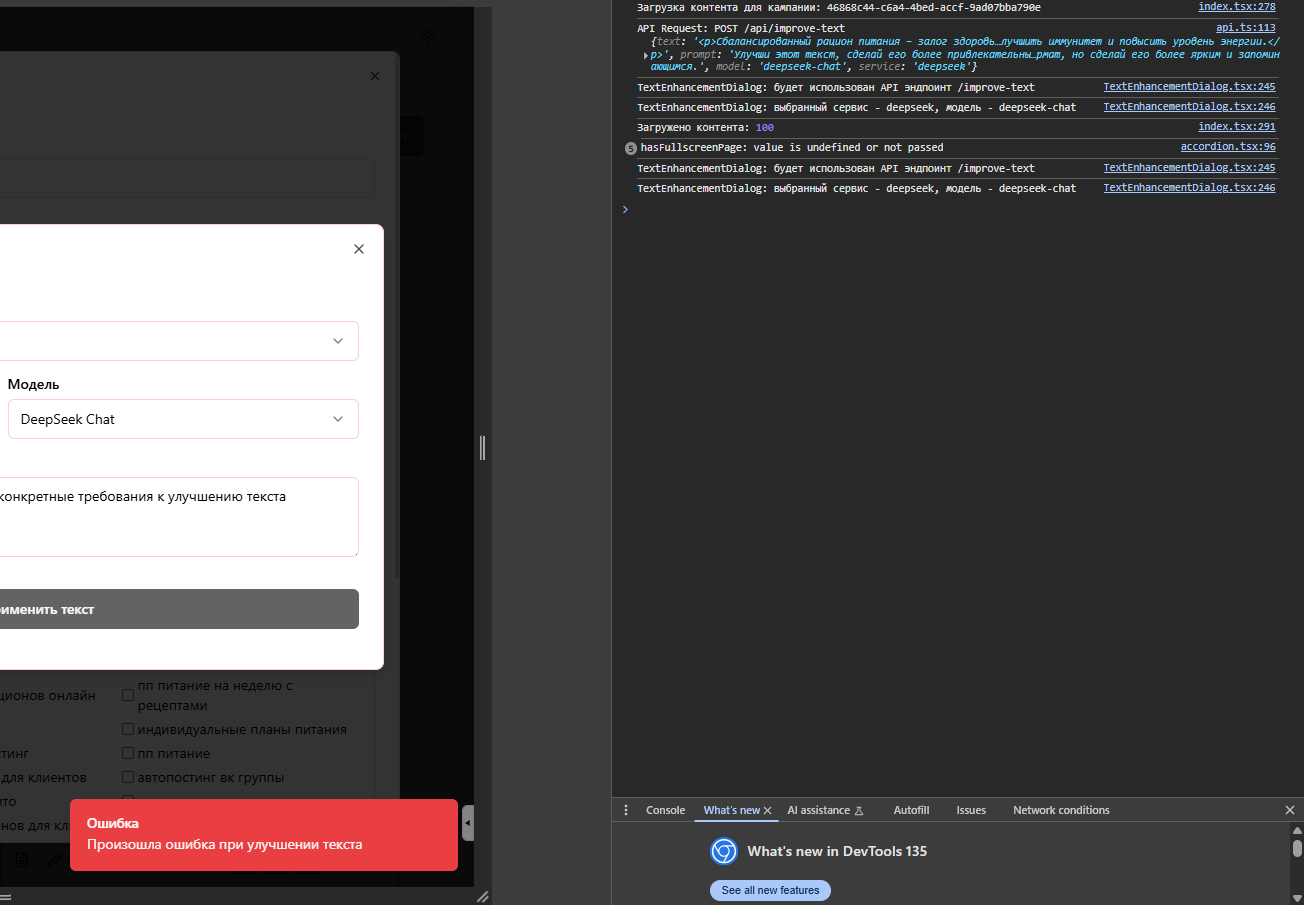 Загрузка контента для кампании: 46868c44-c6a4-4bed-accf-9ad07bba790e index.tsx:278
API Request: POST /api/improve-text api.ts:113
{text: '<p>Сбалансированный рацион питания – залог здоровь…лучшить иммунитет и повысить уровень энергии.</
p>', prompt: 'Улучши этот текст, сделай его более привлекательны…рмат, но сделай его более ярким и запомин
ающимся.', model: 'deepseek-chat', service: 'deepseek'}
TextEnhancementDialog: будет использован API эндпоинт /improve-text TextEnhancementDialog.tsx:245
TextEnhancementDialog: выбранный сервис - deepseek, модель - deepseek-chat TextEnhancementDialog.tsx:246
Загружено контента: 100 index.tsx:291
5 hasFullscreenPage: value is undefined or not passed accordion.tsx:96
TextEnhancementDialog: будет использован API эндпоинт /improve-text TextEnhancementDialog.tsx:245
TextEnhancementDialog: выбранный сервис - deepseek, модель - deepseek-chat TextEnhancementDialog.tsx:246
Модель
DeepSeek Chat
конкретные требования к улучшению текста
именить текст
ционов онлайн
пп питание на неделю с
рецептами
индивидуальные планы питания
стинг
пп питание
для клиентов
автопостинг вк группы
ито
нов для кл
Ошибка
Произошла ошибка при улучшении текста
Console What's new AI assistance Autofill Issues Network conditions
What's new in DevTools 135
See all new features